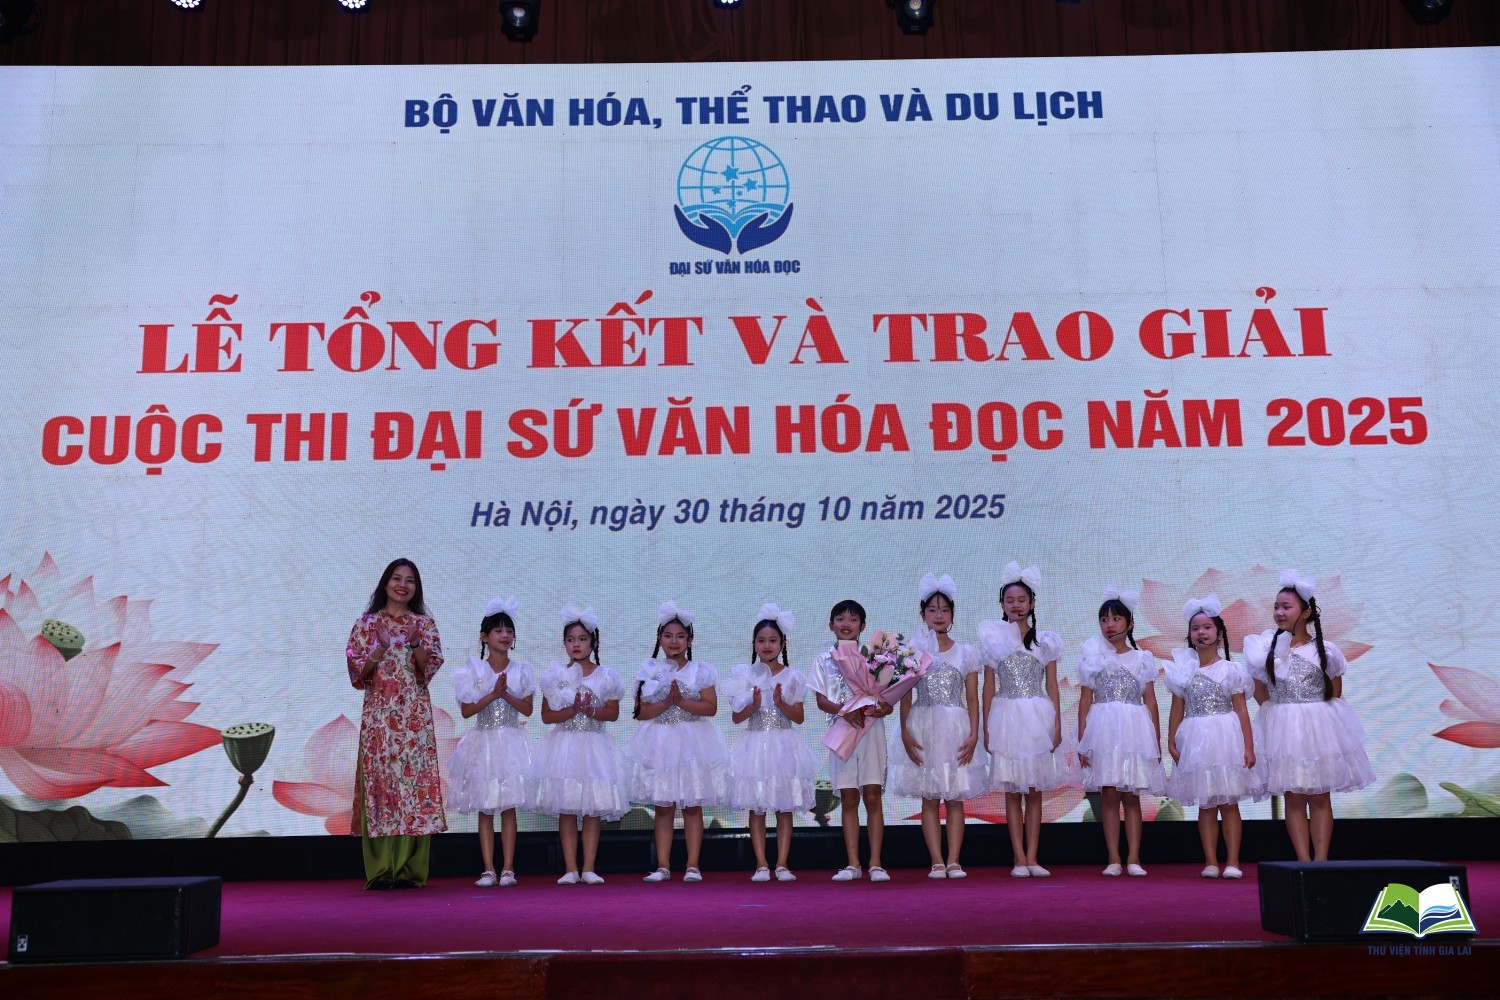 BỘ VĂN HÓA, THỂ THAO VÀ DU LỊCH
ĐẠI SỨ VĂN HÓA ĐỌC
LỄ TỔNG KẾT VÀ TRAO GIẢI
CUỘC THI ĐẠI SỨ VĂN HÓA ĐỌC NĂM 2025
Hà Nội, ngày 30 tháng 10 năm 2025
THƯ VIỆN TỈNH GIA LAI